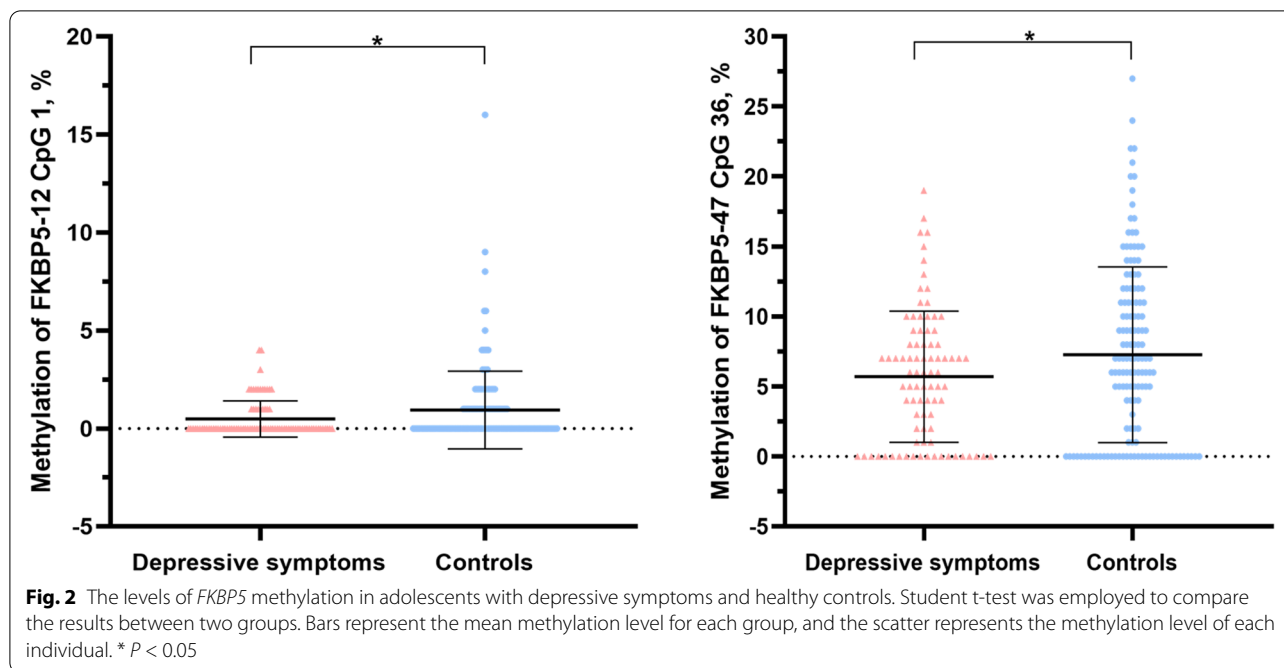 20
15
10
5
0
-5
Methylation of FKBP5-12 CpG 1, %
*
Depressive symptoms
Controls
30
25
20
15
10
5
0
-5
Methylation of FKBP5-47 CpG 36, %
*
Depressive symptoms
Controls
Fig. 2 The levels of FKBP5 methylation in adolescents with depressive symptoms and healthy controls. Student t-test was employed to compare
the results between two groups. Bars represent the mean methylation level for each group, and the scatter represents the methylation level of each
individual. * P < 0.05